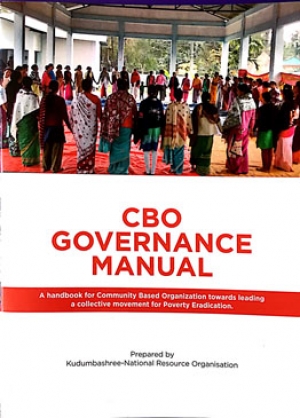 CBO
GOVERNANCE
MANUAL
A handbook for Community Based Organization towards leading
a collective movement for Poverty Eradication.
Prepared by
Kudumbashree-National Resource Organisation